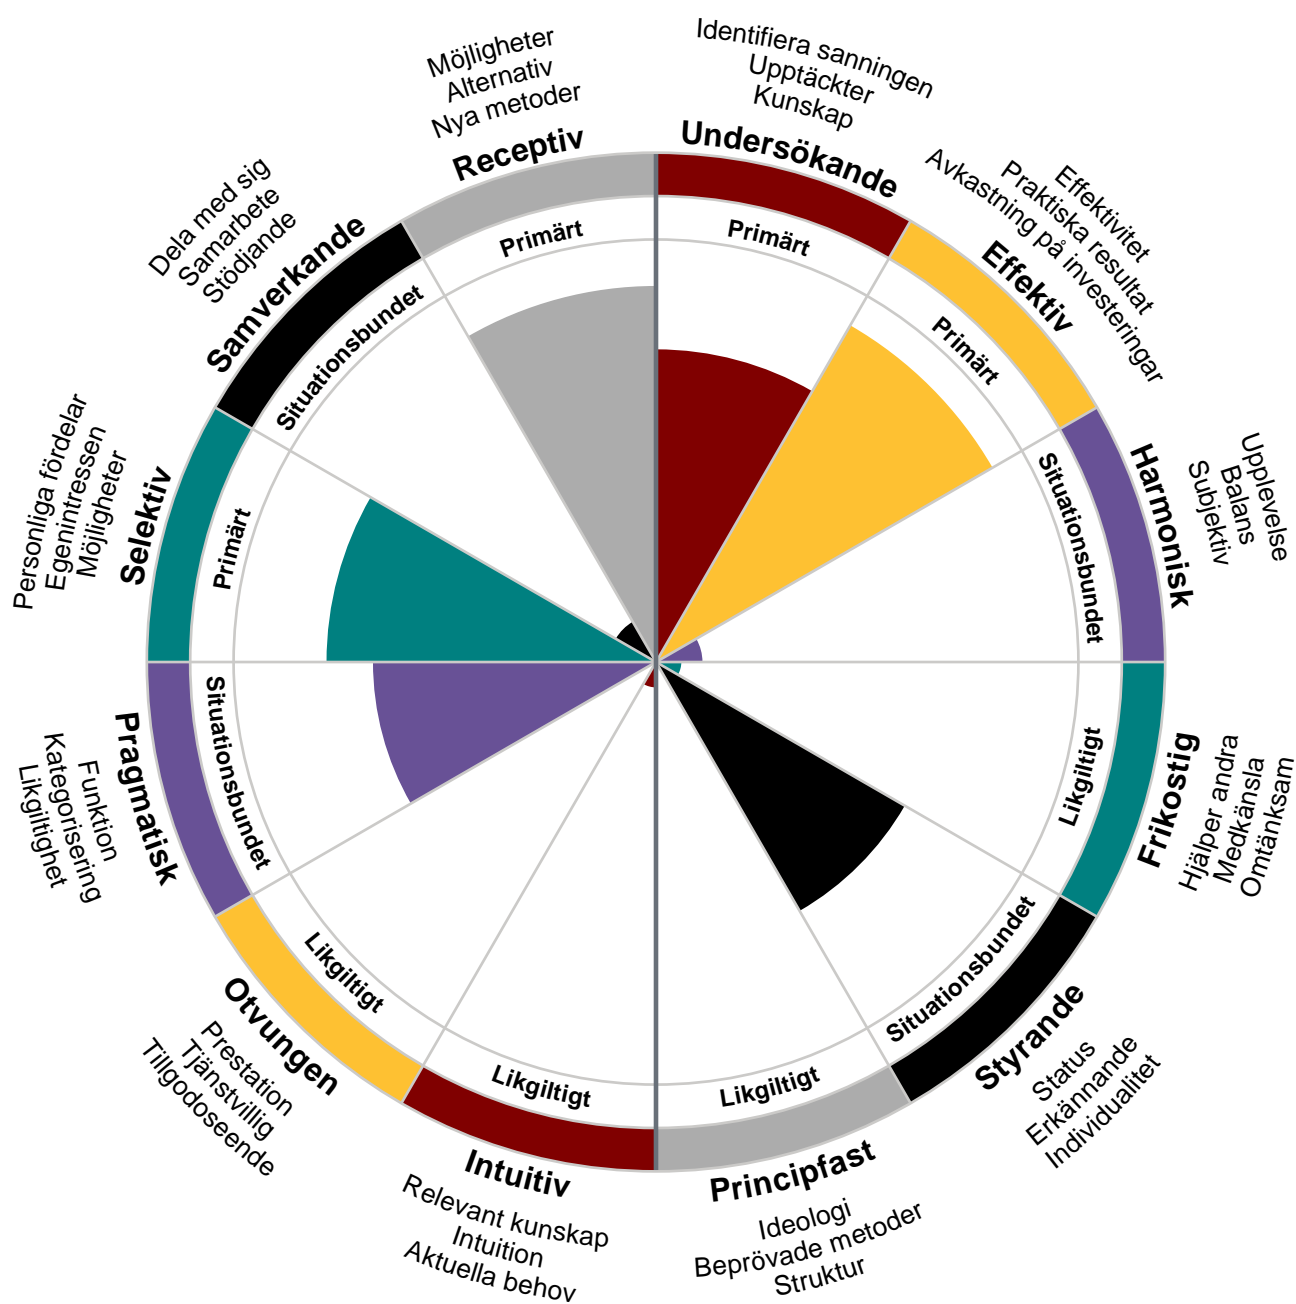 Identifiera sanningen
Upptäckter
Kunskap
Undersökande
Primärt
Effektivitet
Praktiska resultat
Avkastning på investeringar
Effektiv
Primärt
Upplevelse
Balans
Subjektiv
Harmonisk
Situationsbundet
Hjälper andra
Medkänsla
Omtänksam
Frikostig
Likgiltigt
Status
Erkännande
Individualitet
Styrande
Situationsbundet
Likgiltigt
Principfast
Ideologi
Beprövade metoder
Struktur
Likgiltigt
Intuitiv
Relevant kunskap
Intuition
Aktuella behov
Likgiltigt
Otvungen
Prestation
Tjänstvillig
Tillgodoseende
Situationsbundet
Pragmatisk
Funktion
Kategorisering
Likgiltighet
Personliga fördelar
Egenintressen
Möjligheter
Selektiv
Primärt
Dela med sig
Samarbete
Stödjande
Samverkande
Situationsbundet
Möjligheter
Alternativ
Nya metoder
Receptiv
Primärt